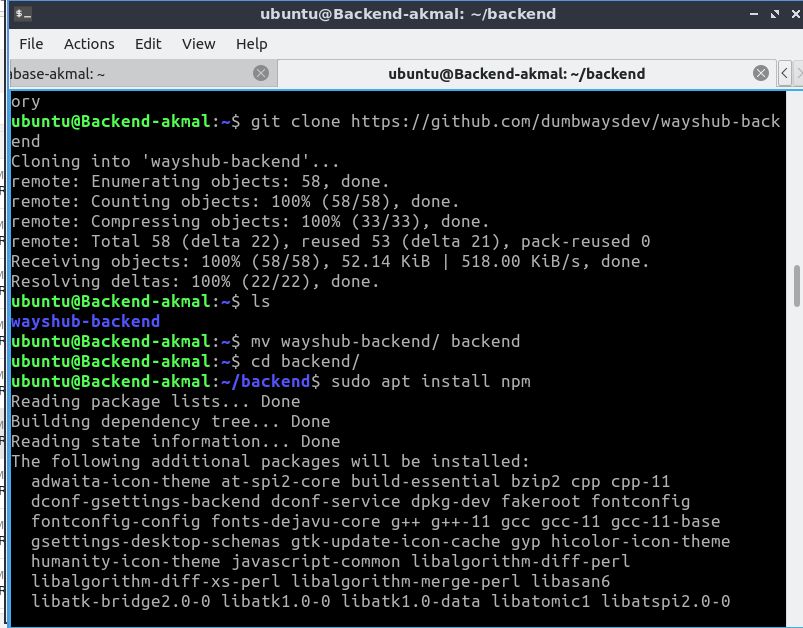 ubuntu@Backend-akmal: ~/backend
File Actions Edit View Help
abase-akmal: ~
ubuntu@Backend-akmal: ~/backend
ory
ubuntu@Backend-akmal:~$ git clone https://github.com/dumbwaysdev/wayshub-back
end
Cloning into 'wayshub-backend'...
remote: Enumerating objects: 58, done.
remote: Counting objects: 100% (58/58), done.
remote: Compressing objects: 100% (33/33), done.
remote: Total 58 (delta 22), reused 53 (delta 21), pack-reused 0
Receiving objects: 100% (58/58), 52.14 KiB | 518.00 KiB/s, done.
Resolving deltas: 100% (22/22), done.
ubuntu@Backend-akmal:~$ ls
wayshub-backend
ubuntu@Backend-akmal:~$ mv wayshub-backend/ backend
ubuntu@Backend-akmal:~$ cd backend/
ubuntu@Backend-akmal:~/backend$ sudo apt install npm
Reading package lists... Done
Building dependency tree... Done
Reading state information... Done
The following additional packages will be installed:
  adwaita-icon-theme at-spi2-core build-essential bzip2 cpp cpp-11
  dconf-gsettings-backend dconf-service dpkg-dev fakeroot fontconfig
  fontconfig-config fonts-dejavu-core g++ g++-11 gcc gcc-11 gcc-11-base
  gsettings-desktop-schemas gtk-update-icon-cache gyp hicolor-icon-theme
  humanity-icon-theme javascript-common libalgorithm-diff-perl
  libalgorithm-diff-xs-perl libalgorithm-merge-perl libasan6
  libatk-bridge2.0-0 libatk1.0-0 libatk1.0-data libatomic1 libatspi2.0-0